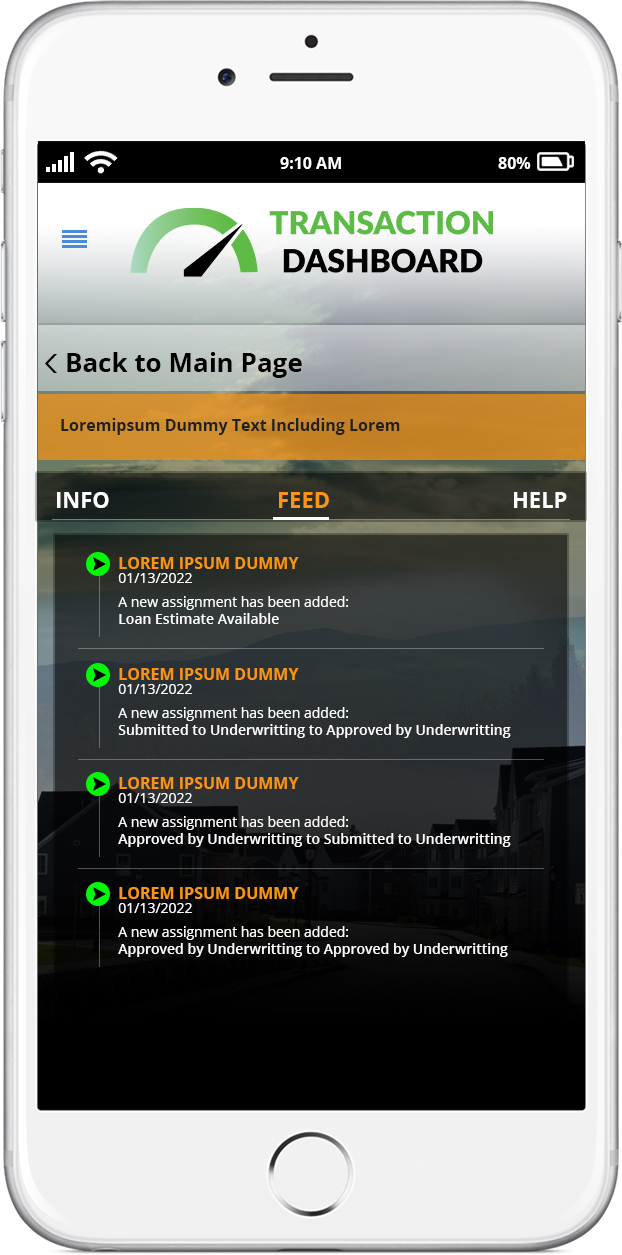 9:10 AM
80%
TRANSACTION
DASHBOARD
Back to Main Page
Loremipsum Dummy Text Including Lorem
INFO FEED HELP
LOREM IPSUM DUMMY
01/13/2022
A new assignment has been added:
Loan Estimate Available
LOREM IPSUM DUMMY
01/13/2022
A new assignment has been added:
Submitted to Underwritting to Approved by Underwritting
LOREM IPSUM DUMMY
01/13/2022
A new assignment has been added:
Approved by Underwritting to Submitted to Underwritting
LOREM IPSUM DUMMY
01/13/2022
A new assignment has been added:
Approved by Underwritting to Approved by Underwritting